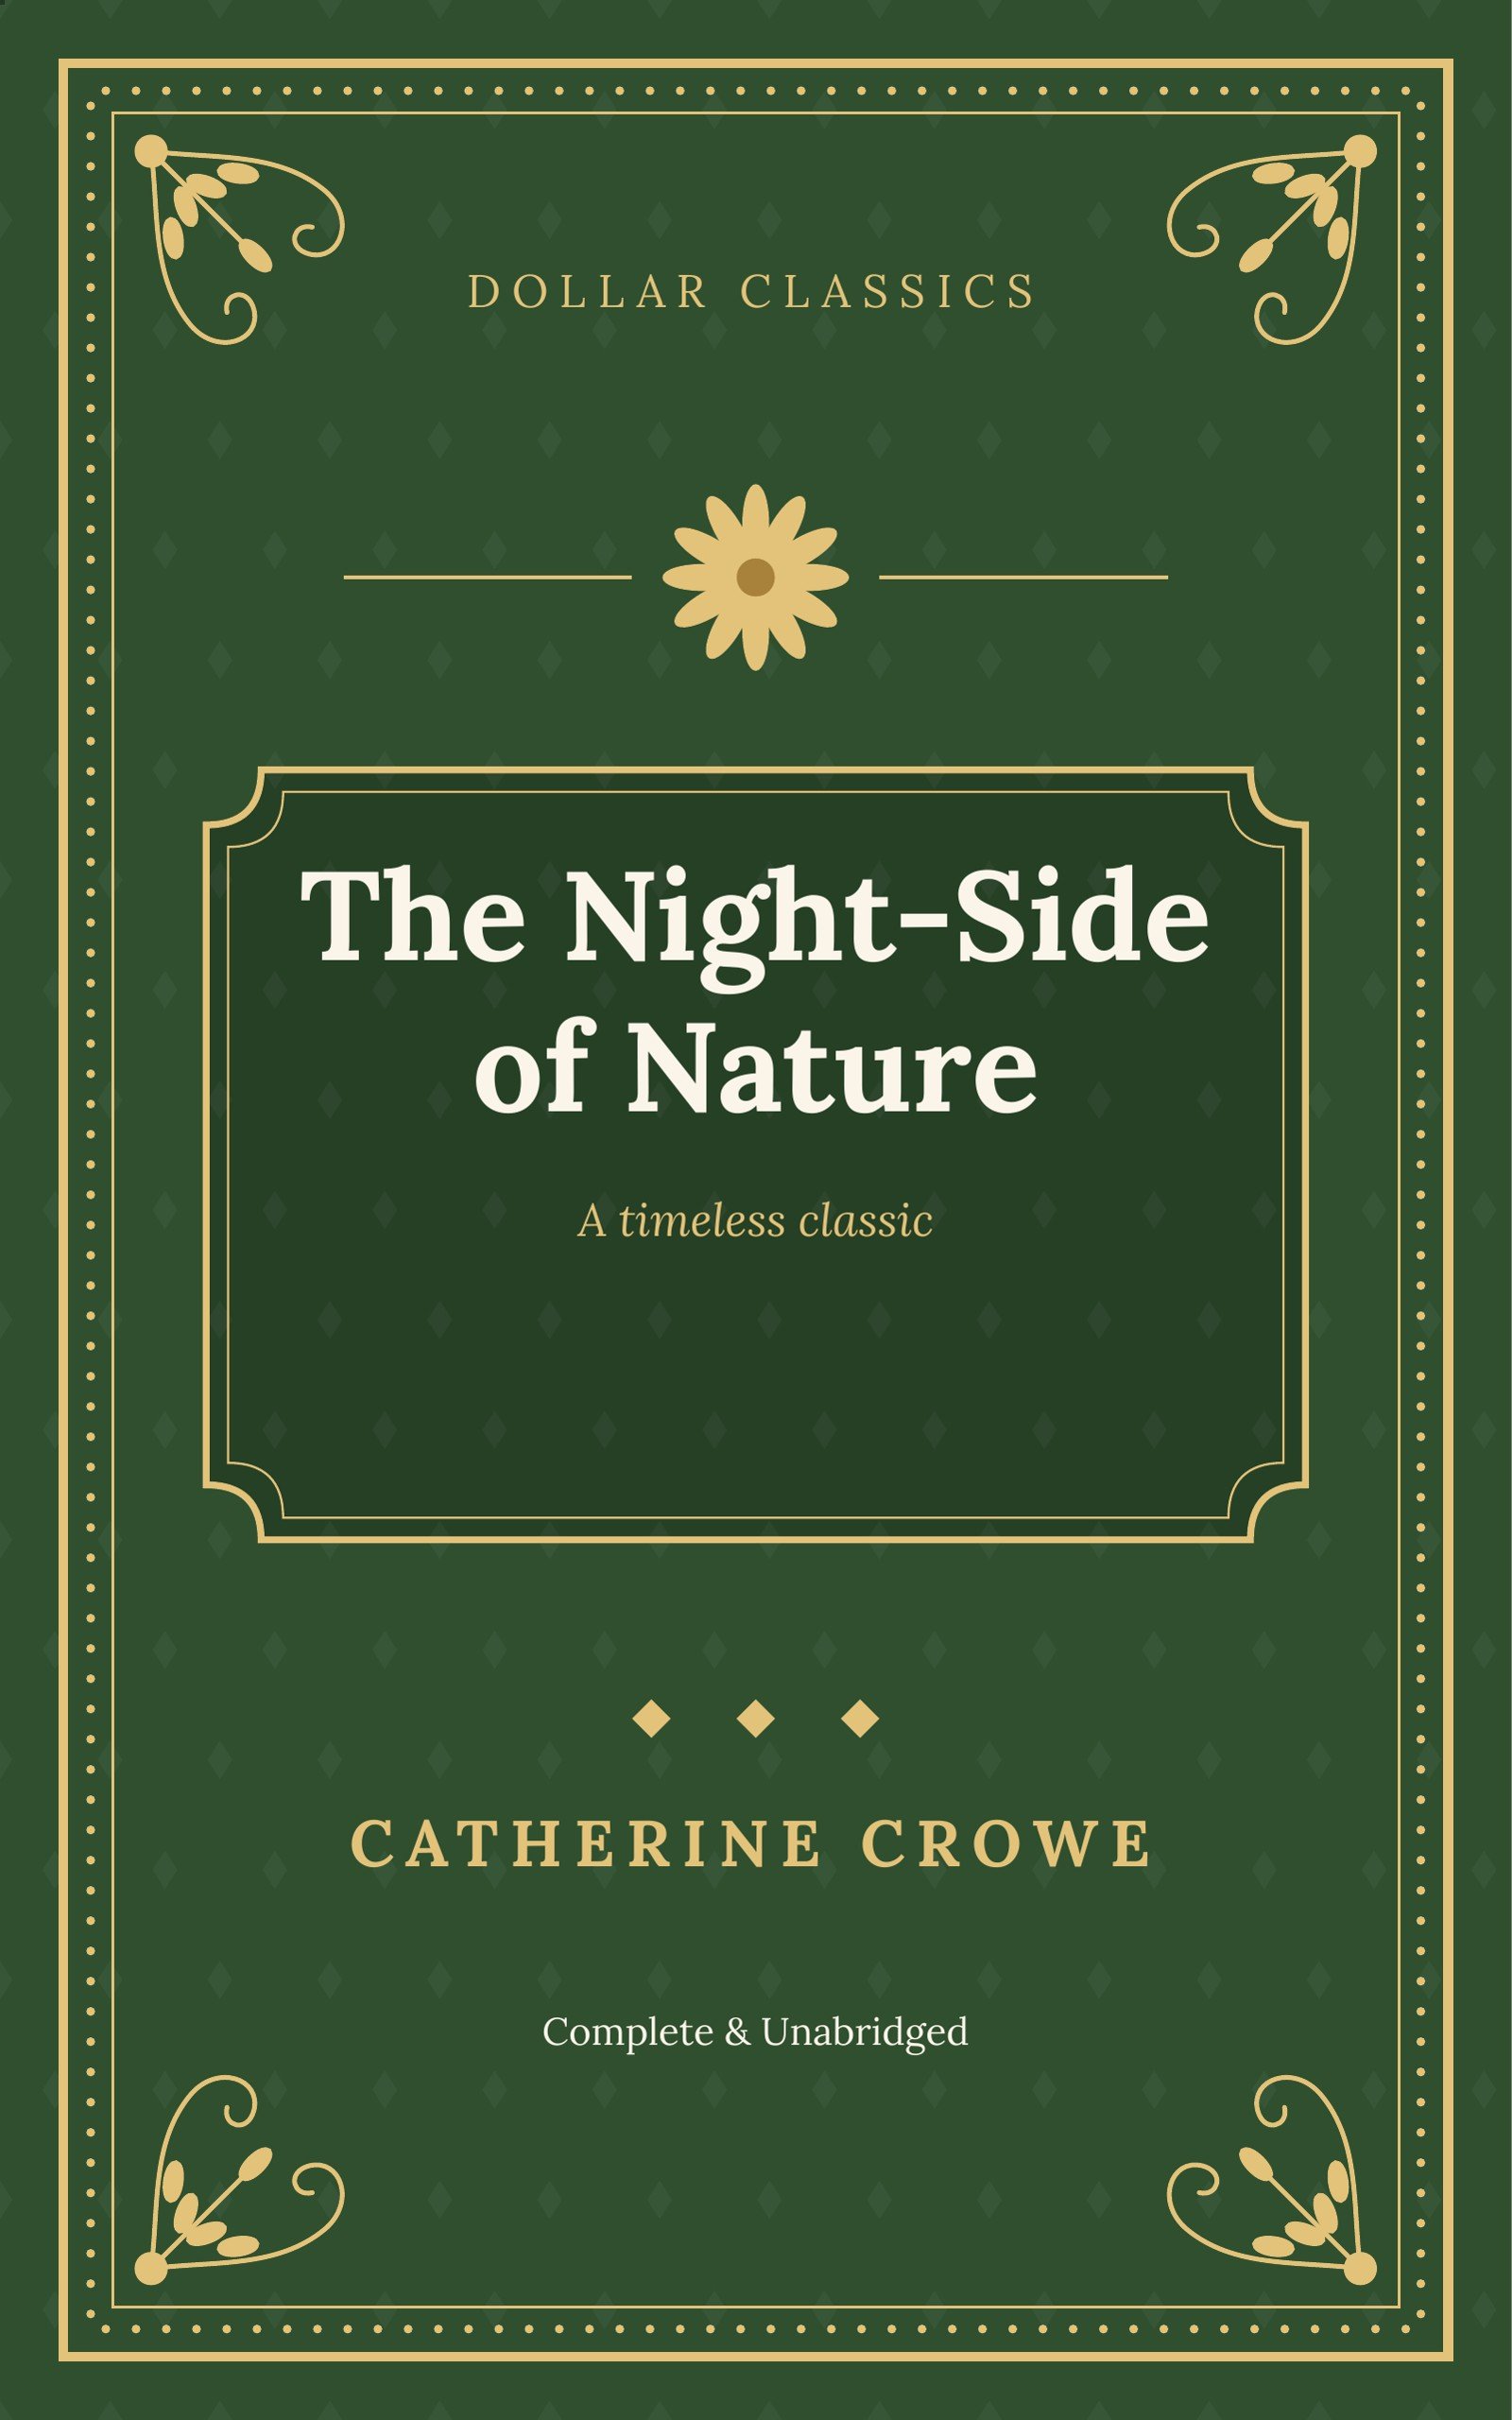 DOLLAR CLASSICS
The Night-Side
of Nature
A timeless classic
CATHERINE CROWE
Complete & Unabridged